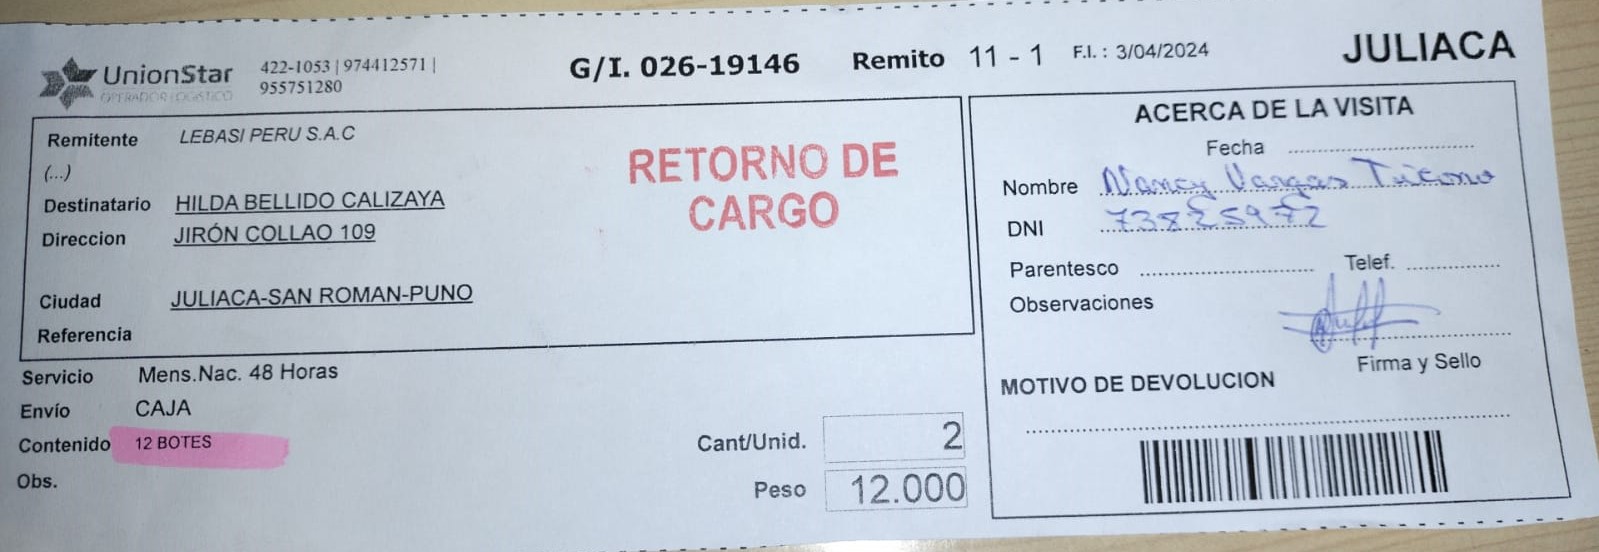 UnionStar
OPERADOR LOGISTICO
422-1053 | 974412571 |
955751280
G/I. 026-19146
Remito 11 - 1
F.I. : 3/04/2024
JULIACA
Remitente LEBASI PERU S.A.C
(...)
Destinatario HILDA BELLIDO CALIZAYA
Direccion JIRÓN COLLAO 109
Ciudad JULIACA-SAN ROMAN-PUNO
Referencia
RETORNO DE
CARGO
Servicio Mens.Nac. 48 Horas
Envío CAJA
Contenido 12 BOTES
Obs.
Cant/Unid. 2
Peso 12.000
ACERCA DE LA VISITA
Fecha
Nombre Nancy Vargas
DNI 73825972
Parentesco Telef.
Observaciones
Firma y Sello
MOTIVO DE DEVOLUCION